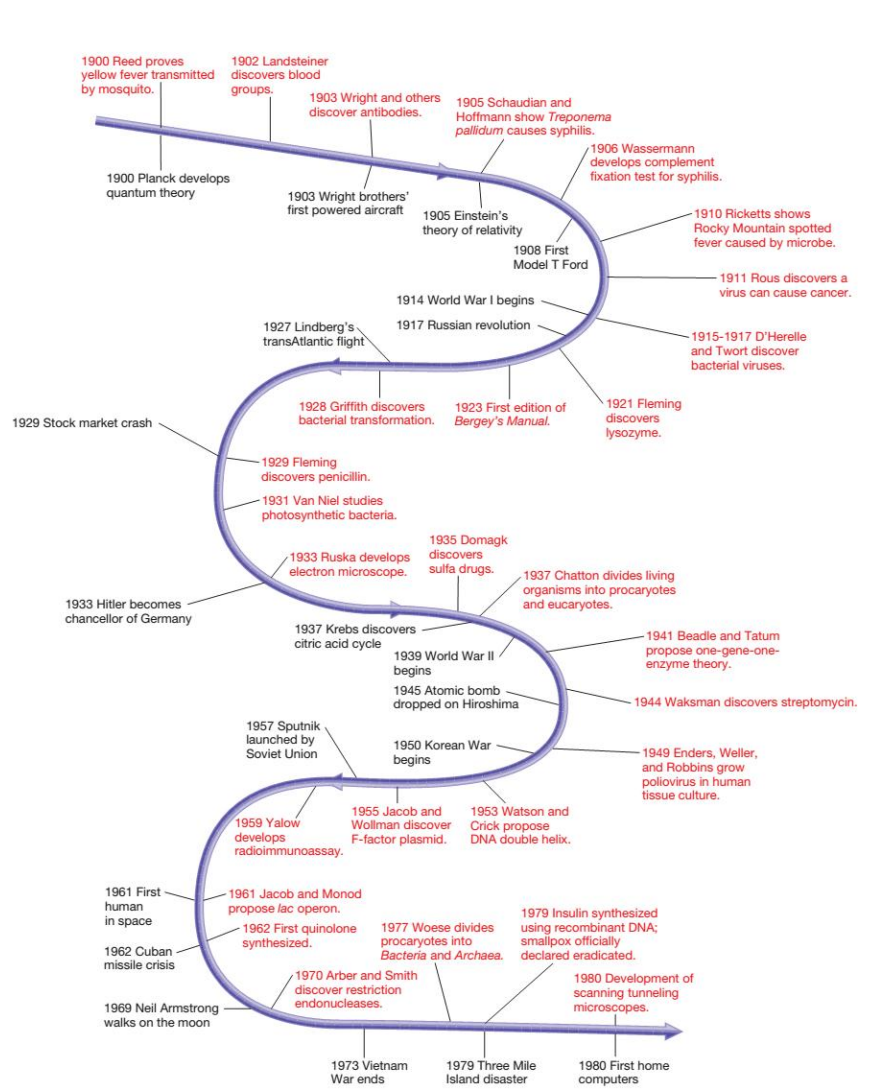 1900 Reed proves
yellow fever transmitted
by mosquito.
1902 Landsteiner
discovers blood
groups.
1903 Wright and others
discover antibodies.
1905 Schaudian and
Hoffmann show Treponema
pallidum causes syphilis.
1906 Wassermann
develops complement
fixation test for syphilis.
1900 Planck develops
quantum theory
1903 Wright brothers'
first powered aircraft
1905 Einstein's
theory of relativity
1908 First
Model T Ford
1910 Ricketts shows
Rocky Mountain spotted
fever caused by microbe.
1911 Rous discovers a
virus can cause cancer.
1914 World War I begins
1917 Russian revolution
1915-1917 D'Herelle
and Twort discover
bacterial viruses.
1927 Lindberg's
transAtlantic flight
1928 Griffith discovers
bacterial transformation.
1923 First edition of
Bergey's Manual.
1921 Fleming
discovers
lysozyme.
1929 Stock market crash
1929 Fleming
discovers penicillin.
1931 Van Niel studies
photosynthetic bacteria.
1933 Ruska develops
electron microscope.
1935 Domagk
discovers
sulfa drugs.
1937 Chatton divides living
organisms into procaryotes
and eucaryotes.
1933 Hitler becomes
chancellor of Germany
1937 Krebs discovers
citric acid cycle
1939 World War II
begins
1941 Beadle and Tatum
propose one-gene-one-
enzyme theory.
1945 Atomic bomb
dropped on Hiroshima
1944 Waksman discovers streptomycin.
1957 Sputnik
launched by
Soviet Union
1950 Korean War
begins
1949 Enders, Weller,
and Robbins grow
poliovirus in human
tissue culture.
1959 Yalow
develops
radioimmunoassay.
1955 Jacob and
Wollman discover
F-factor plasmid.
1953 Watson and
Crick propose
DNA double helix.
1961 First
human
in space
1961 Jacob and Monod
propose lac operon.
1962 Cuban
missile crisis
1962 First quinolone
synthesized.
1977 Woese divides
procaryotes into
Bacteria and Archaea.
1979 Insulin synthesized
using recombinant DNA;
smallpox officially
declared eradicated.
1970 Arber and Smith
discover restriction
endonucleases.
1980 Development of
scanning tunneling
microscopes.
1969 Neil Armstrong
walks on the moon
1973 Vietnam
War ends
1979 Three Mile
Island disaster
1980 First home
computers